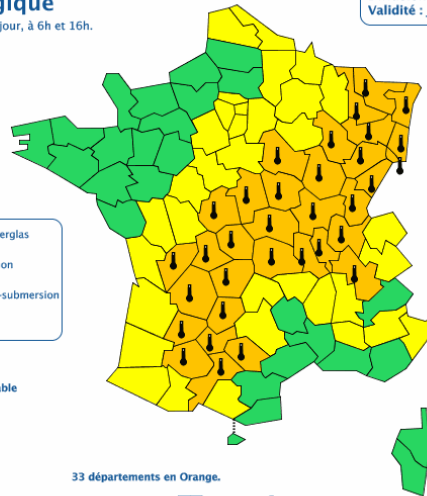 gique
jour, à 6h et 16h.
Validité :
erglas
on
-submersion
ble
33 départements en Orange.